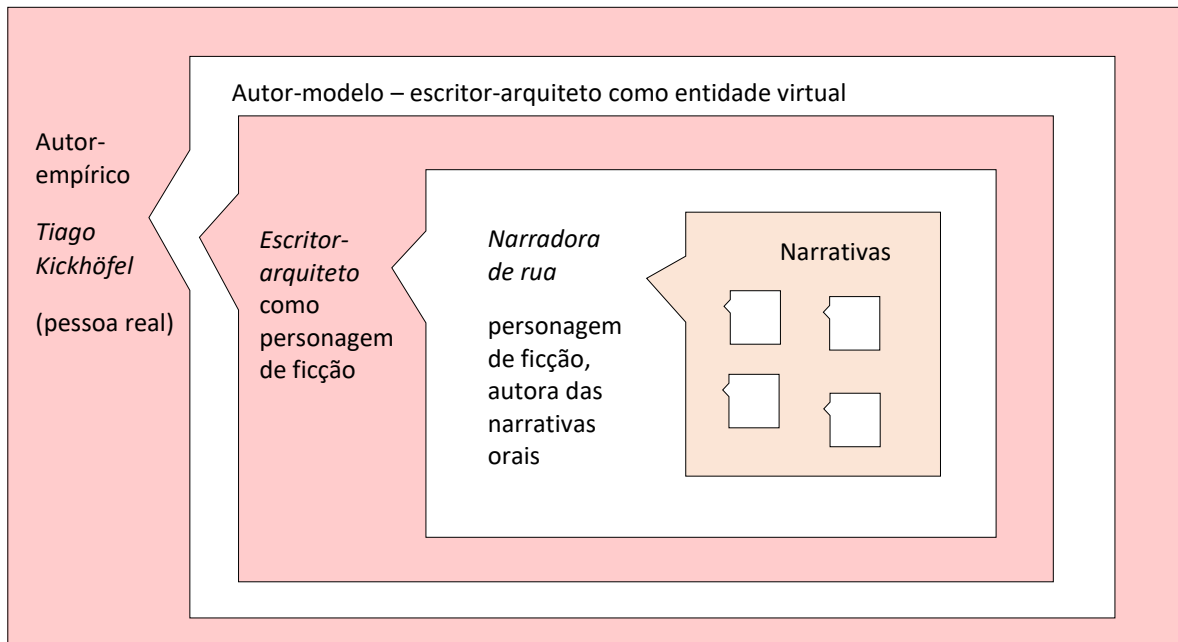 Autor-modelo – escritor-arquiteto como entidade virtual
Autor-
empírico
Tiago
Kickhöfel
(pessoa real)
Escritor-
arquiteto
como
personagem
de ficção
Narradora
de rua
personagem
de ficção,
autora das
narrativas
orais
Narrativas